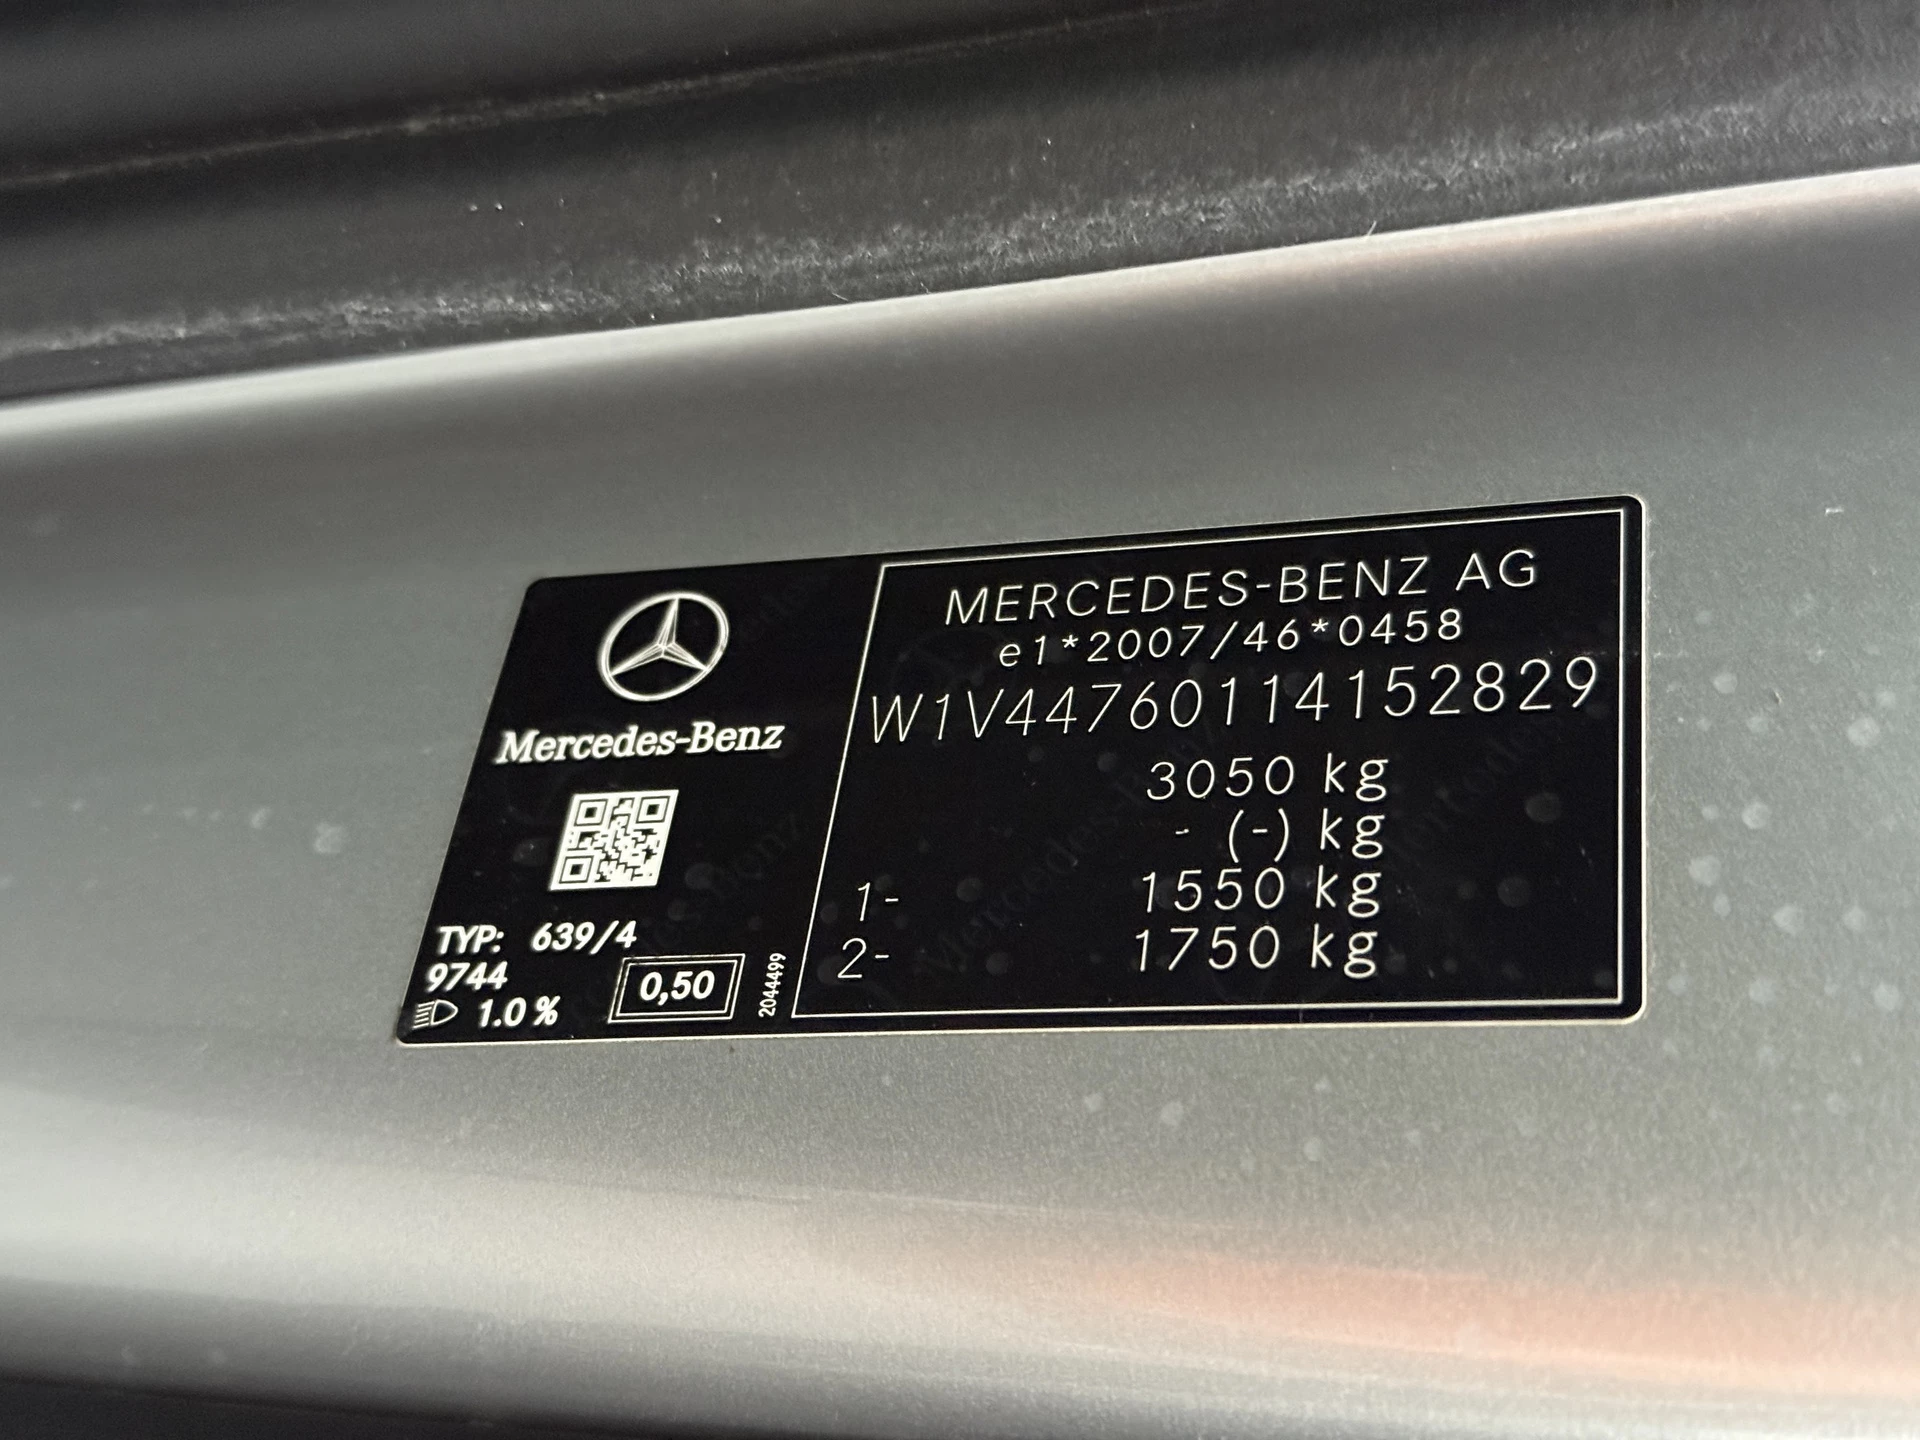 Mercedes-Benz
TYP: 639/4
9744
1.0 %
0,50
2044499
MERCEDES-BENZ AG
e1*2007/46*0458
W1V44760114152829
3050 kg
- (-) kg
1- 1550 kg
2- 1750 kg